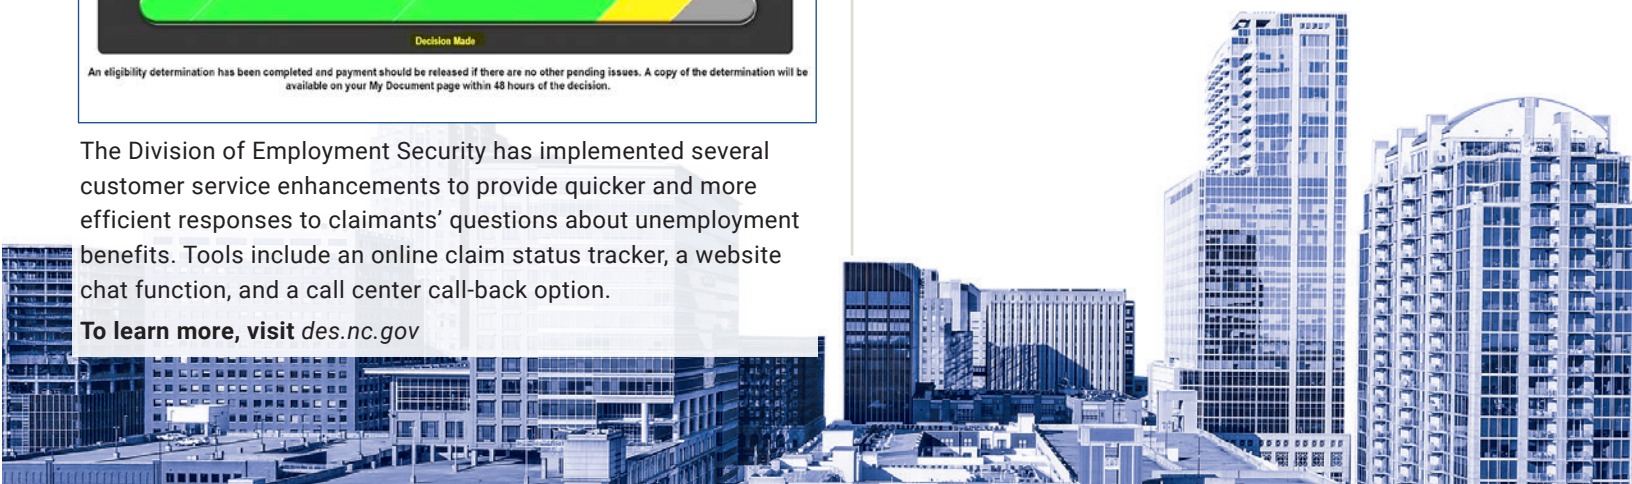 Decision Made
An eligibility determination has been completed and payment should be released if there are no other pending issues. A copy of the determination will be
available on your My Document page within 48 hours of the decision.
The Division of Employment Security has implemented several
customer service enhancements to provide quicker and more
efficient responses to claimants’ questions about unemployment
benefits. Tools include an online claim status tracker, a website
chat function, and a call center call-back option.
To learn more, visit des.nc.gov